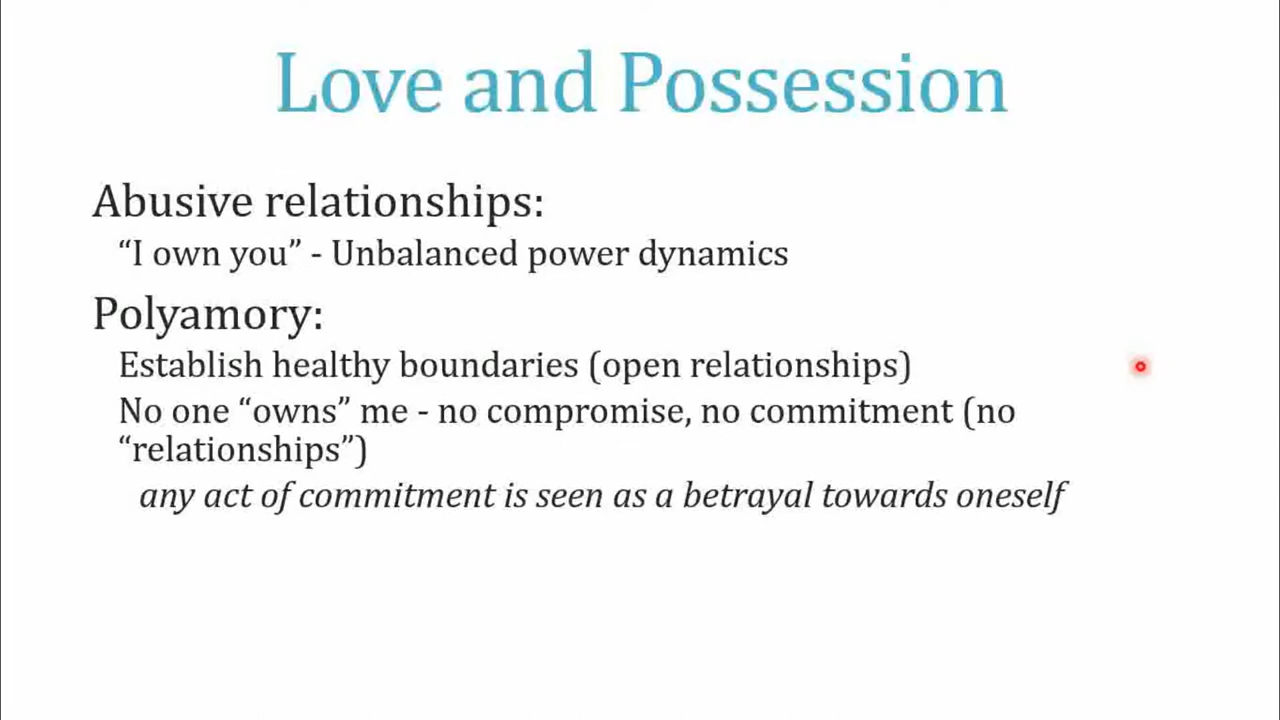 Love and Possession
Abusive relationships:
“I own you” - Unbalanced power dynamics
Polyamory:
Establish healthy boundaries (open relationships)
No one “owns” me - no compromise, no commitment (no
“relationships”)
any act of commitment is seen as a betrayal towards oneself